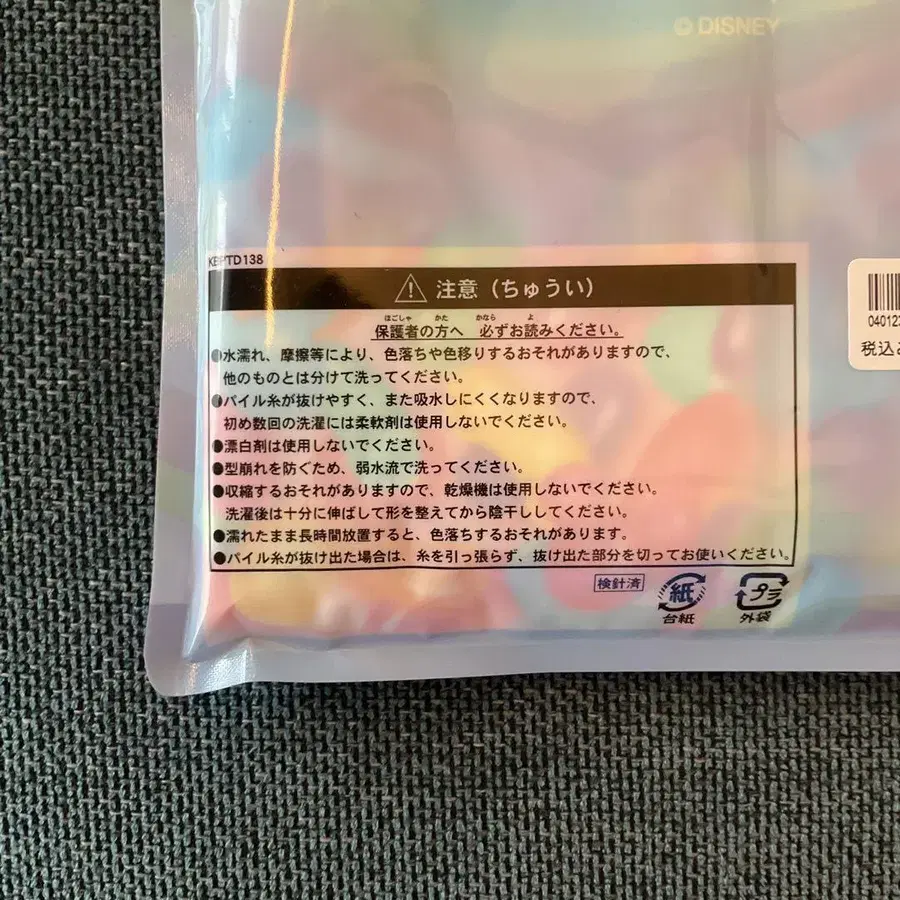 © DISNEY
138
注意（ちゅうい）
ほごしゃ かた かなら よ
保護者の方へ 必ずお読みください。
●水濡れ、摩擦等により、色落ちや色移りするおそれがありますので、
他のものとは分けて洗ってください。
●パイル糸が抜けやすく、また吸水しにくくなりますので、
初め数回の洗濯には柔軟剤は使用しないでください。
●漂白剤は使用しないでください。
●型崩れを防ぐため、弱水流で洗ってください。
●収縮するおそれがありますので、乾燥機は使用しないでください。
洗濯後は十分に伸ばして形を整えてから陰干ししてください。
●濡れたまま長時間放置すると、色落ちするおそれがあります。
●パイル糸が抜け出た場合は、糸を引っ張らず、抜け出た部分を切ってお使いください。
検針済
紙
台紙
プラ
外袋
04012
税込